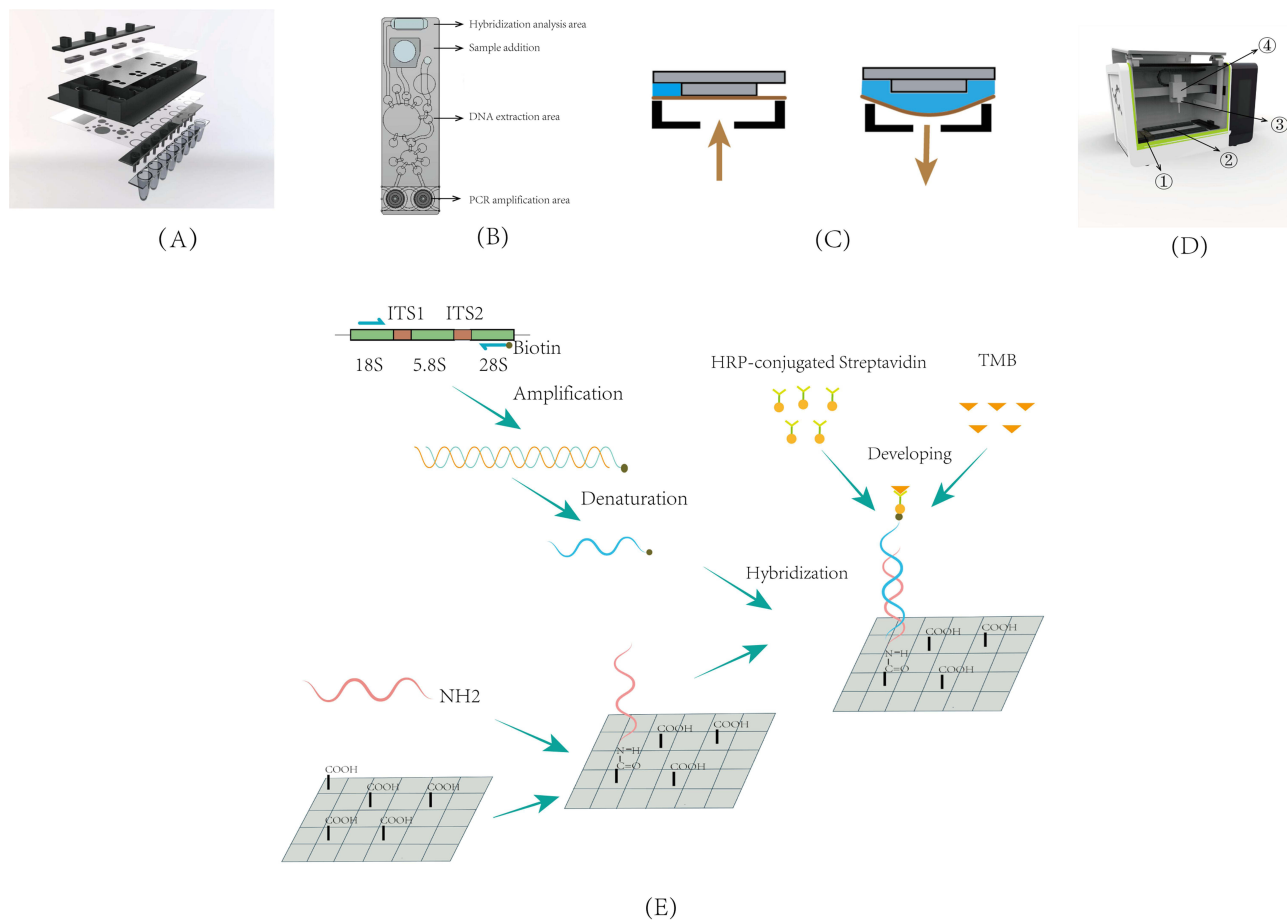 Hybridization analysis area
Sample addition
DNA extraction area
PCR amplification area
①
②
③
④
(A)
(B)
(C)
(D)
ITS1 ITS2
Biotin
18S 5.8S 28S
Amplification
Denaturation
Hybridization
HRP-conjugated Streptavidin
TMB
Developing
NH2
COOH
COOH
COOH
COOH
COOH
COOH
COOH
COOH
N=H
C=O
COOH
COOH
COOH
N=H
C=O
(E)